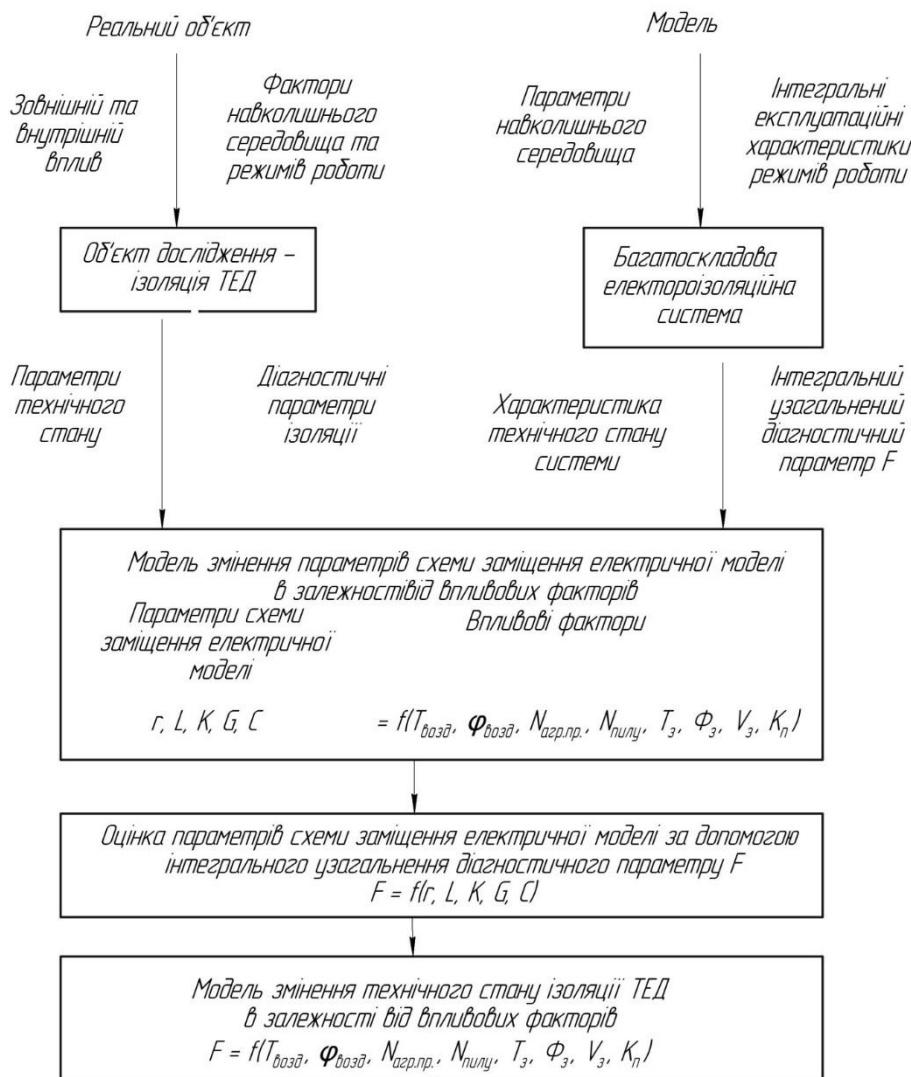 Реальний об'єкт
Модель
Зовнішній та
внутрішній
вплив
Фактори
навколишнього
середовища та
режимів роботи
Параметри
навколишнього
середовища
Інтегральні
експлуатаційні
характеристики
режимів роботи
Об'єкт дослідження –
ізоляція ТЕД
Багатоскладова
електороізоляційна
система
Параметри
технічного
стану
Діагностичні
параметри
ізоляції
Характеристика
технічного стану
системи
Інтегральний
узагальнений
діагностичний
параметр F
Модель змінення параметрів схеми заміщення електричної моделі
в залежноствід впливових факторів
Параметри схеми
заміщення електричної
моделі
Впливові фактори
r, L, K, G, C = f(Tвозд, φвозд, Nагр.пр., Nпилу, Tз, Фз, Vз, Kп)
Оцінка параметрів схеми заміщення електричної моделі за допомогою
інтегрального узагальнення діагностичного параметру F
F = f(r, L, K, G, C)
Модель змінення технічного стану ізоляції ТЕД
в залежності від впливових факторів
F = f(Tвозд, φвозд, Nагр.пр., Nпилу, Tз, Фз, Vз, Kп)